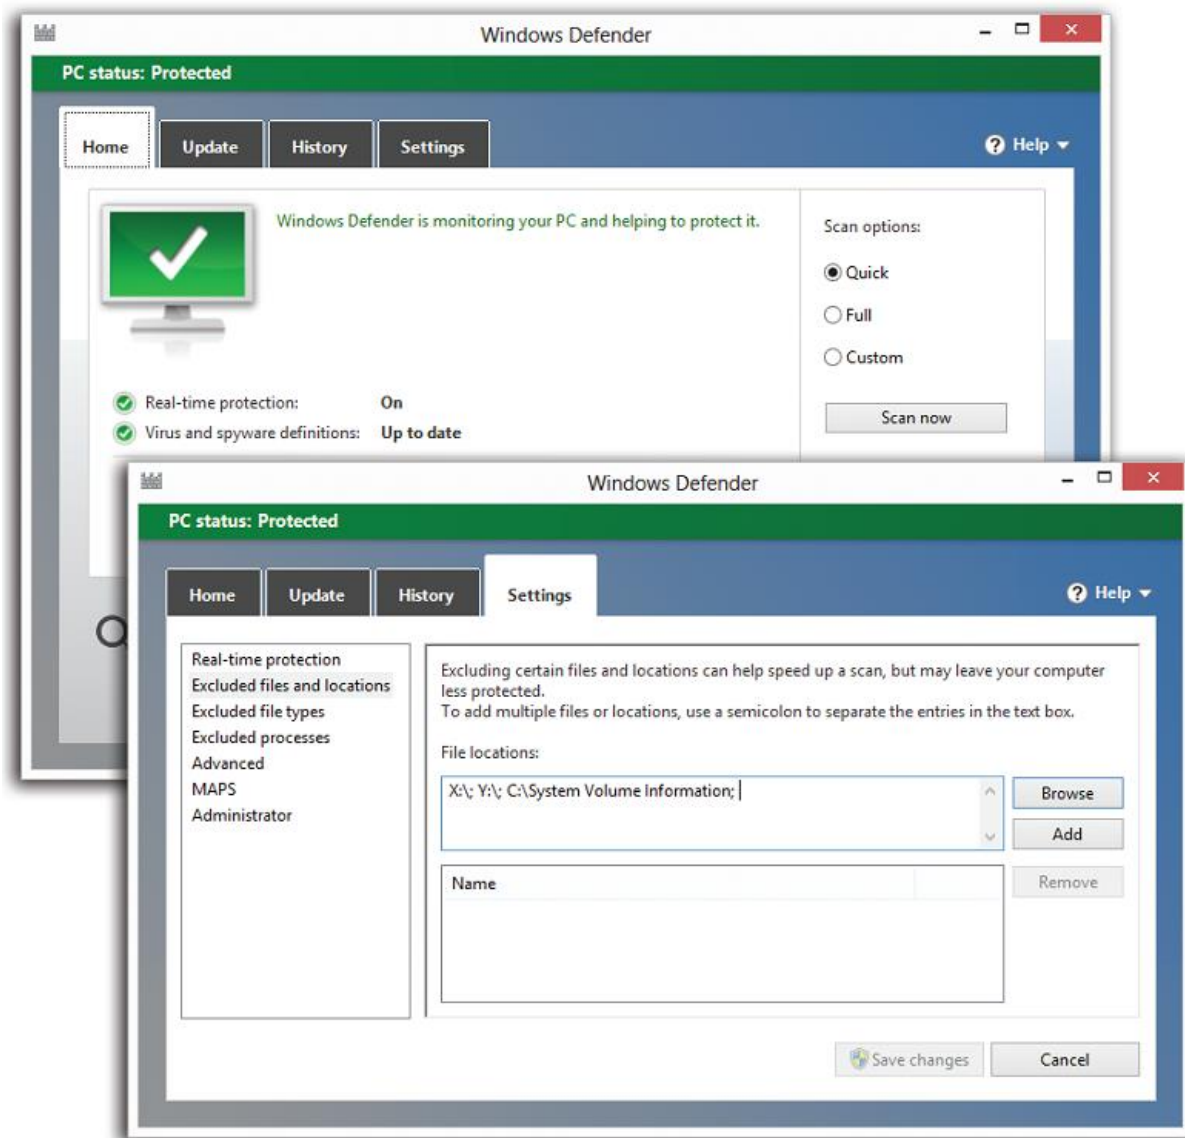 Windows Defender
PC status: Protected
Home
Update
History
Settings
Help
Windows Defender is monitoring your PC and helping to protect it.
Scan options:
Quick
Full
Custom
Real-time protection: On
Virus and spyware definitions: Up to date
Scan now
Windows Defender
PC status: Protected
Home
Update
History
Settings
Help
Real-time protection
Excluded files and locations
Excluded file types
Excluded processes
Advanced
MAPS
Administrator
Excluding certain files and locations can help speed up a scan, but may leave your computer
less protected.
To add multiple files or locations, use a semicolon to separate the entries in the text box.
File locations:
X:\; Y:\; C:\System Volume Information;
Browse
Add
Name
Remove
Save changes
Cancel